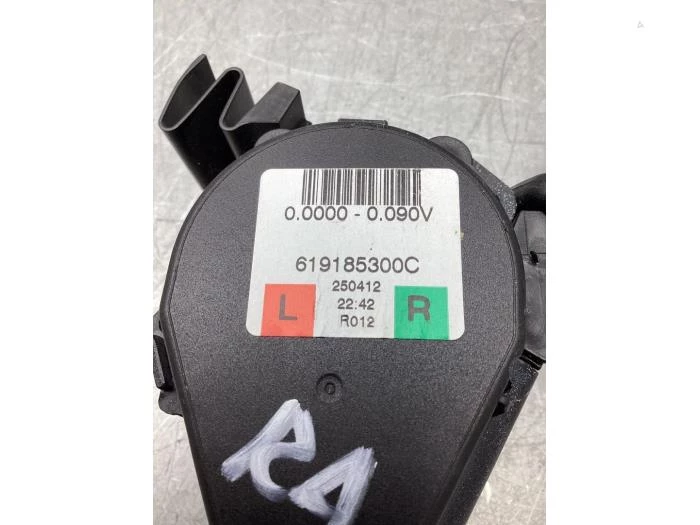 0.0000 - 0.090V
619185300C
250412
L 22:42 R
R012